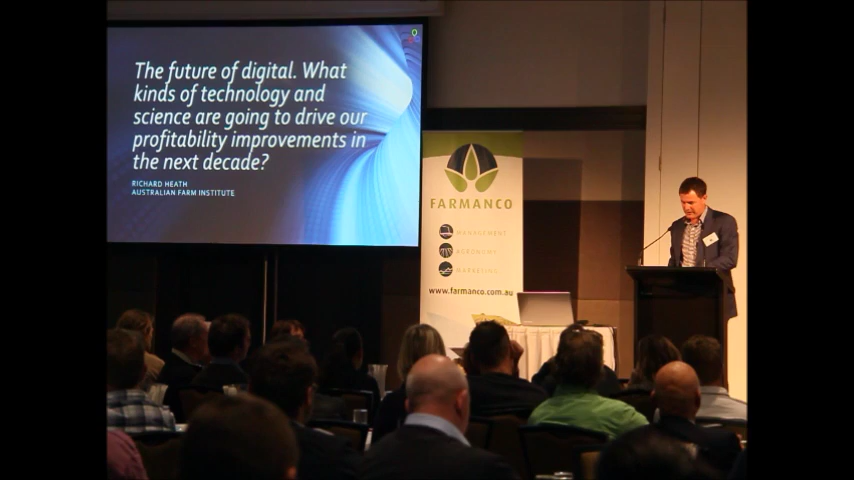 The future of digital. What
kinds of technology and
science are going to drive our
profitability improvements in
the next decade?
RICHARD HEATH
AUSTRALIAN FARM INSTITUTE
FARMANCO
MANAGEMENT
AGRONOMY
MARKETING
www.farmanco.com.au